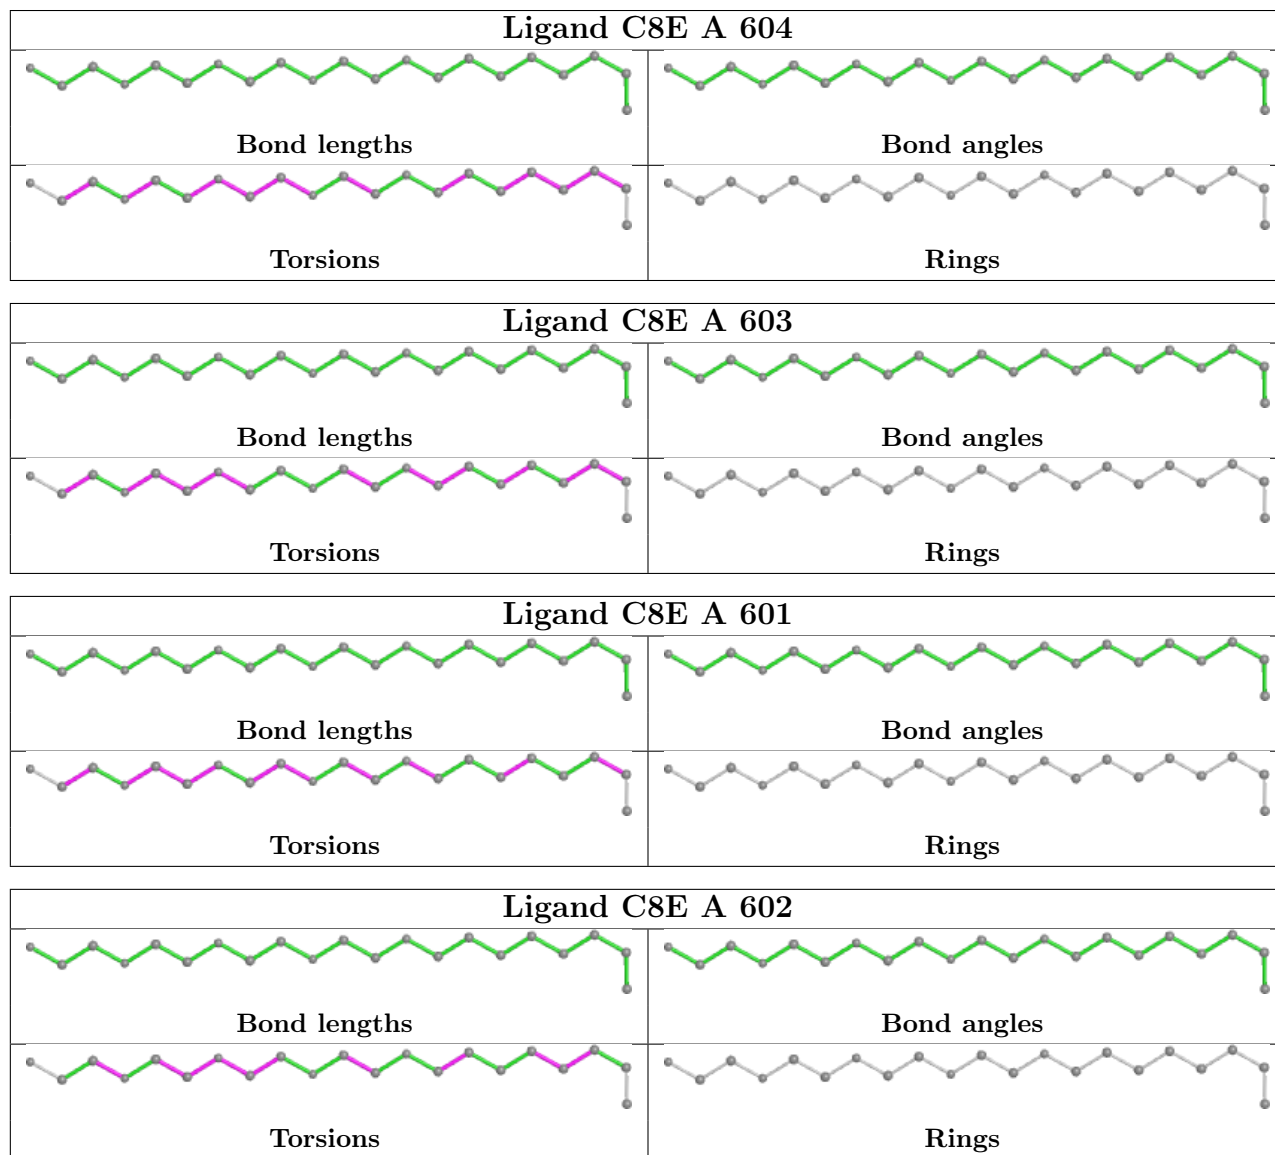 Ligand C8E A 604
Bond lengths
Bond angles
Torsions
Rings
Ligand C8E A 603
Bond lengths
Bond angles
Torsions
Rings
Ligand C8E A 601
Bond lengths
Bond angles
Torsions
Rings
Ligand C8E A 602
Bond lengths
Bond angles
Torsions
Rings